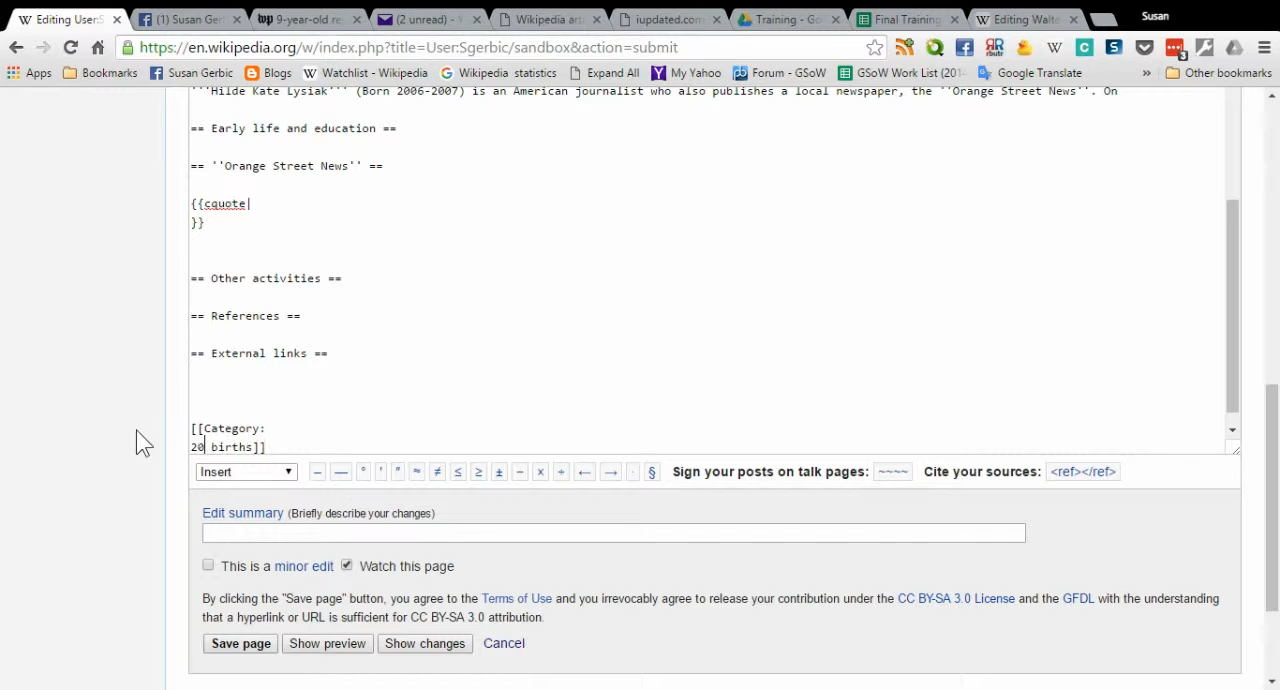 Editing User:S
(1) Susan Ger
wp 9-year-old re
(2 unread) -
Wikipedia art
iupdated.com
Training - Go
Final Training
Editing Walte
Susan
https://en.wikipedia.org/w/index.php?title=User:Sgerbic/sandbox&action=submit
Apps Bookmarks Susan Gerbic Blogs Watchlist - Wikipedia Wikipedia statistics Expand All My Yahoo Forum - GSoW GSoW Work List (201 Google Translate » Other bookmarks
'''Hilde Kate Lysiak''' (Born 2006-2007) is an American journalist who also publishes a local newspaper, the ''Orange Street News''. On
== Early life and education ==
== ''Orange Street News'' ==
{{cquote|
}}
== Other activities ==
== References ==
== External links ==
[[Category:
20 births]]
Insert – — ° ′ ″ ≈ ≠ ≤ ≥ ± − × ÷ ← → · § Sign your posts on talk pages: ~~~~ Cite your sources: <ref></ref>
Edit summary (Briefly describe your changes)
This is a minor edit Watch this page
By clicking the "Save page" button, you agree to the Terms of Use and you irrevocably agree to release your contribution under the CC BY-SA 3.0 License and the GFDL with the understanding
that a hyperlink or URL is sufficient for CC BY-SA 3.0 attribution.
Save page Show preview Show changes Cancel